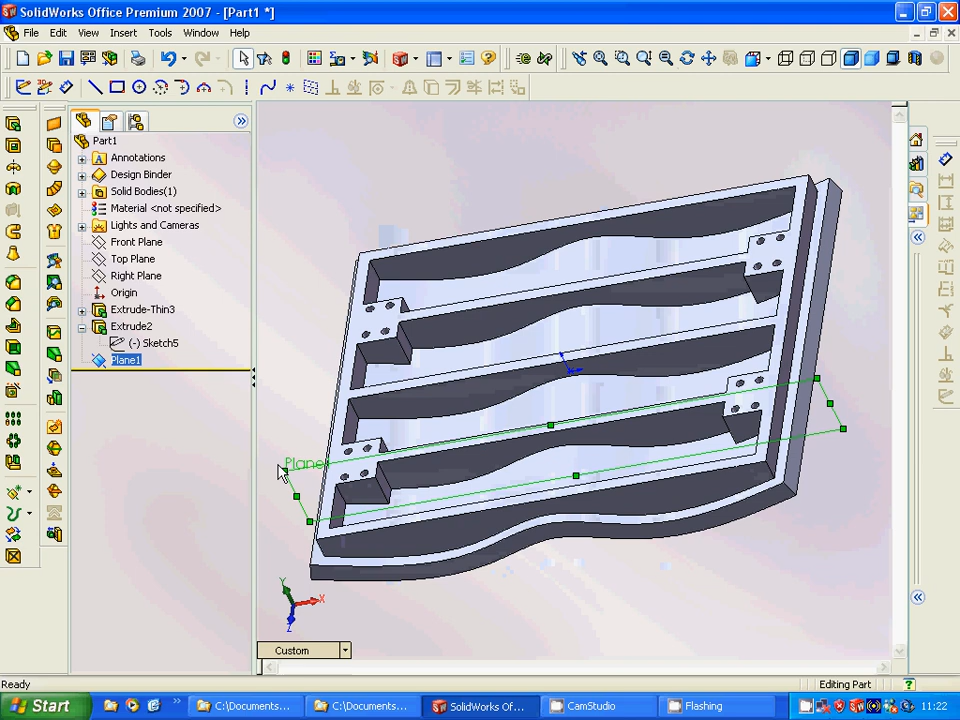 SolidWorks Office Premium 2007 - [Part1 *]
File Edit View Insert Tools Window Help
Part1
Annotations
Design Binder
Solid Bodies(1)
Material <not specified>
Lights and Cameras
Front Plane
Top Plane
Right Plane
Origin
Extrude-Thin3
Extrude2
(-) Sketch5
Plane1
Plane
Y
X
Z
Custom
Ready
Editing Part
Start
C:\Documents...
C:\Documents...
SolidWorks Of...
CamStudio
Flashing
11:22